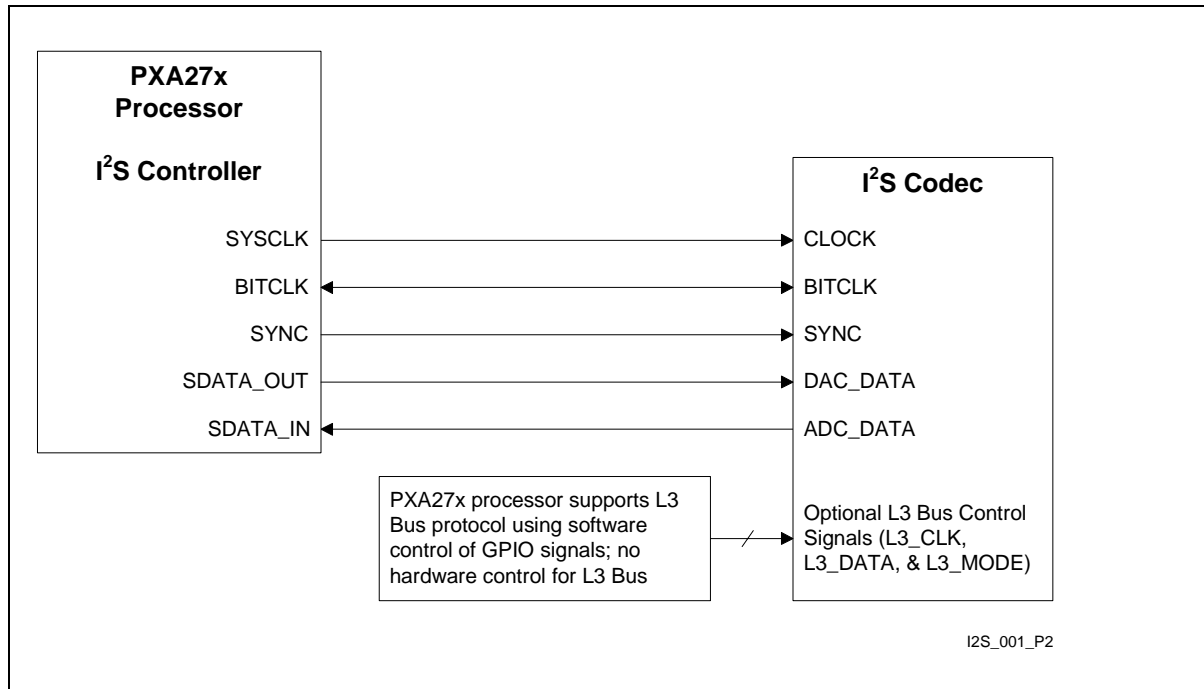 PXA27x
Processor
I²S Controller
SYSCLK
BITCLK
SYNC
SDATA_OUT
SDATA_IN
I²S Codec
CLOCK
BITCLK
SYNC
DAC_DATA
ADC_DATA
Optional L3 Bus Control
Signals (L3_CLK,
L3_DATA, & L3_MODE)
PXA27x processor supports L3
Bus protocol using software
control of GPIO signals; no
hardware control for L3 Bus
I2S_001_P2